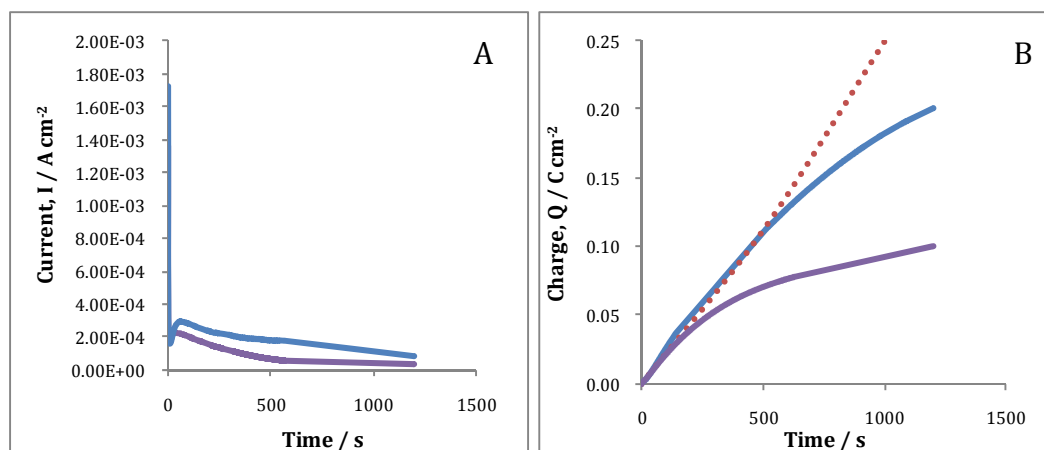 A
2.00E-03
1.80E-03
1.60E-03
1.40E-03
1.20E-03
1.00E-03
8.00E-04
6.00E-04
4.00E-04
2.00E-04
0.00E+00
Current, I / A cm-2
0
500
1000
1500
Time / s
B
0.25
0.20
0.15
0.10
0.05
0.00
Charge, Q / C cm-2
0
500
1000
1500
Time / s